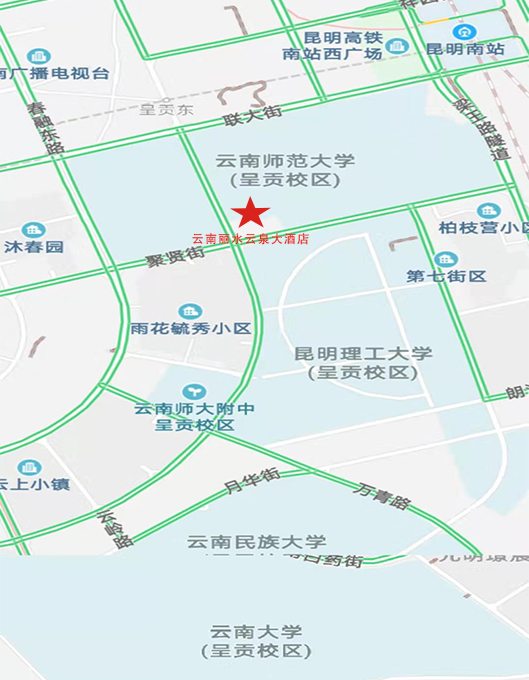 昆明高铁
南站西广场
昆明南站
南广播电视台
呈贡东
春融东路
联大街
云南师范大学
(呈贡校区)
云南丽水云泉大酒店
沐春园
聚贤街
柏枝营小区
第七街区
雨花毓秀小区
昆明理工大学
(呈贡校区)
云南师大附中
呈贡校区
月华街
万青路
云上小镇
云岭路
云南民族大学
白药街
云南大学
(呈贡校区)